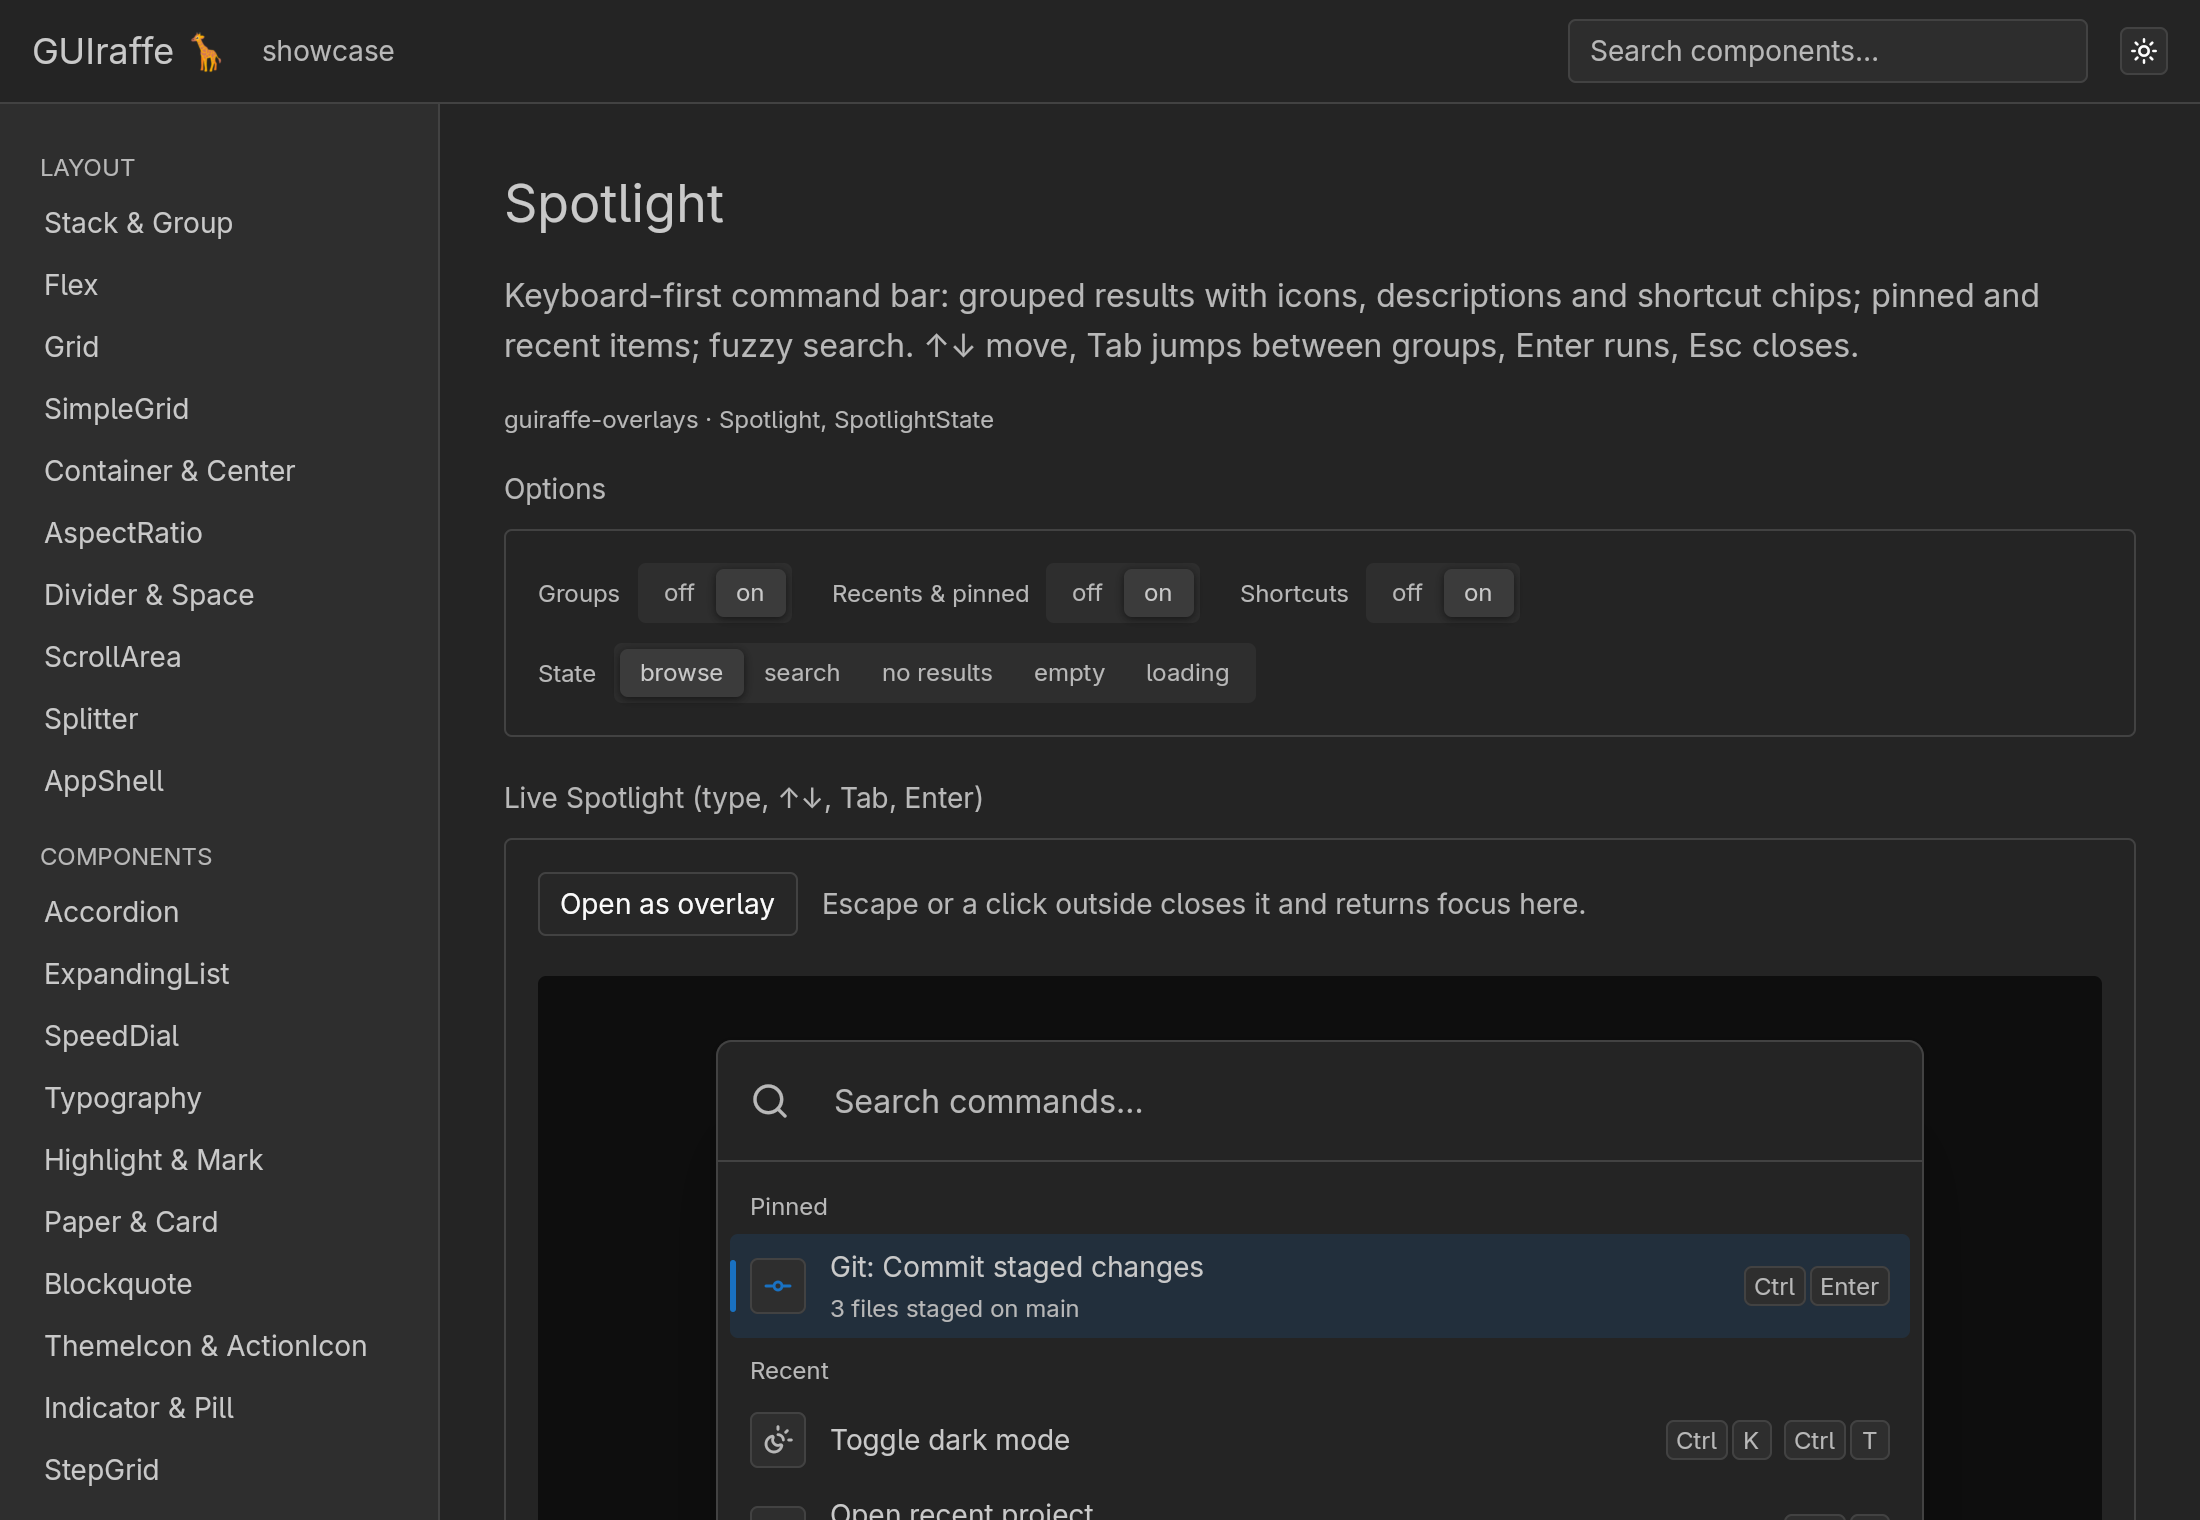 GUIraffe 🦒 showcase
Search components...
LAYOUT
Stack & Group
Flex
Grid
SimpleGrid
Container & Center
AspectRatio
Divider & Space
ScrollArea
Splitter
AppShell
COMPONENTS
Accordion
ExpandingList
SpeedDial
Typography
Highlight & Mark
Paper & Card
Blockquote
ThemeIcon & ActionIcon
Indicator & Pill
StepGrid
Spotlight
Keyboard-first command bar: grouped results with icons, descriptions and shortcut chips; pinned and
recent items; fuzzy search. ↑↓ move, Tab jumps between groups, Enter runs, Esc closes.
guiraffe-overlays · Spotlight, SpotlightState
Options
Groups off on Recents & pinned off on Shortcuts off on
State browse search no results empty loading
Live Spotlight (type, ↑↓, Tab, Enter)
Open as overlay Escape or a click outside closes it and returns focus here.
Search commands...
Pinned
Git: Commit staged changes
3 files staged on main
Ctrl Enter
Recent
Toggle dark mode Ctrl K Ctrl T
Open recent project